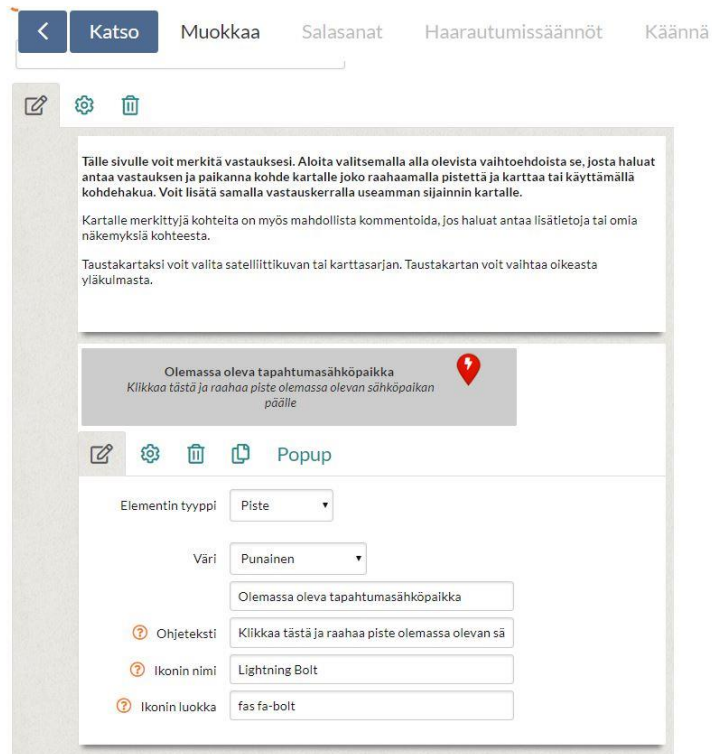 Katso Muokkaa Salasanat Haarautumissäännöt Käännä
Tälle sivulle voit merkitä vastauksesi. Aloita valitsemalla alla olevista vaihtoehdoista se, josta haluat
antaa vastauksen ja paikanna kohde kartalle joko raahaamalla pistettä ja karttaa tai käyttämällä
kohdehakua. Voit lisätä samalla vastauskerralla useamman sijainnin kartalle.
Kartalle merkittyjä kohteita on myös mahdollista kommentoida, jos haluat antaa lisätietoja tai omia
näkemyksiä kohteesta.
Taustakartaksi voit valita satelliittikuvan tai karttasarjan. Taustakartan voit vaihtaa oikeasta
yläkulmasta.
Olemassa oleva tapahtumasähköpaikka
Klikkaa tästä ja raahaa piste olemassa olevan sähköpaikan
päälle
Popup
Elementin tyyppi Piste
Väri Punainen
Olemassa oleva tapahtumasähköpaikka
Ohjeteksti Klikkaa tästä ja raahaa piste olemassa olevan sä
Ikonin nimi Lightning Bolt
Ikonin luokka fas fa-bolt